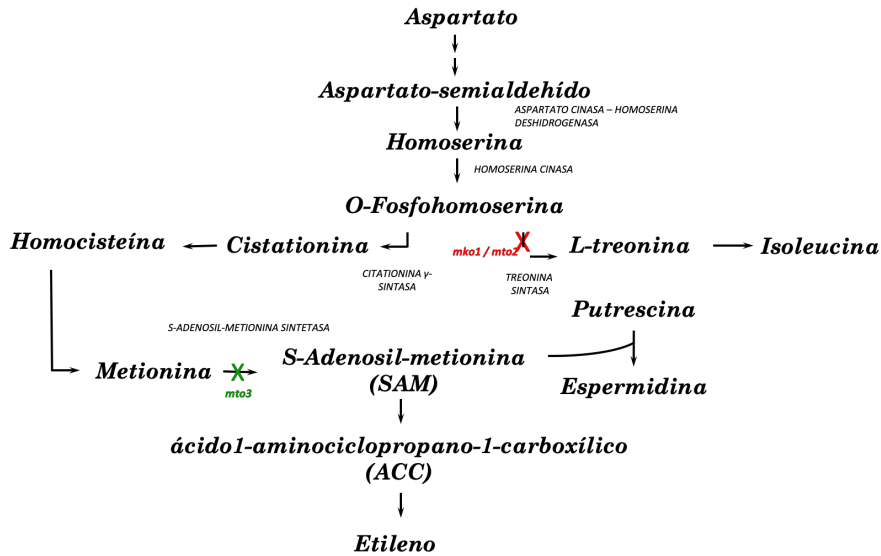 Aspartato
Aspartato-semialdehído
ASPARTATO CINASA – HOMOSERINA
DESHIDROGENASA
Homoserina
HOMOSERINA CINASA
O-Fosfohomoserina
Homocisteína
Cistationina
mko1 / mto2
X
L-treonina
Isoleucina
CITATIONINA γ-
SINTASA
TREONINA
SINTASA
Putrescina
S-ADENOSIL-METIONINA SINTETASA
Metionina
X
mto3
S-Adenosil-metionina
(SAM)
Espermidina
ácido1-aminociclopropano-1-carboxílico
(ACC)
Etileno